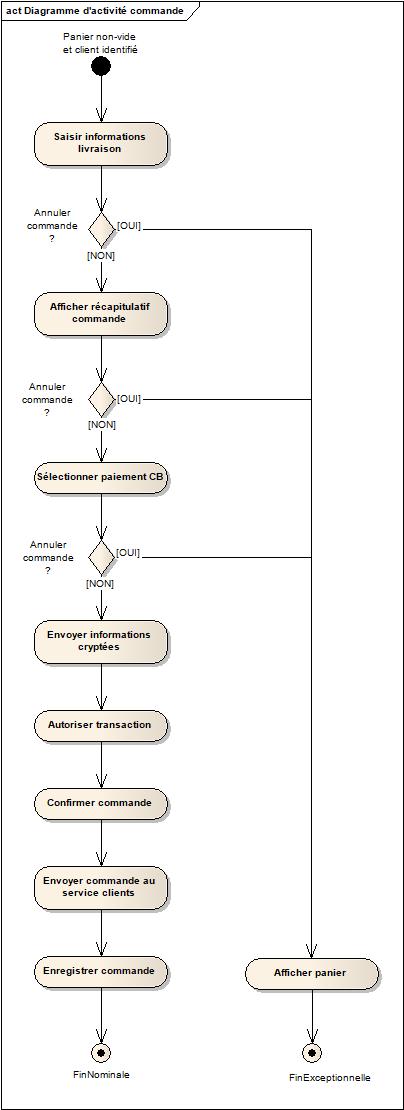 act Diagramme d'activité commande
Panier non-vide
et client identifié
Saisir informations
livraison
Annuler
commande
?
[OUI]
[NON]
Afficher récapitulatif
commande
Annuler
commande
?
[OUI]
[NON]
Sélectionner paiement CB
Annuler
commande
?
[OUI]
[NON]
Envoyer informations
cryptées
Autoriser transaction
Confirmer commande
Envoyer commande au
service clients
Enregistrer commande
Afficher panier
FinNominale
FinExceptionnelle